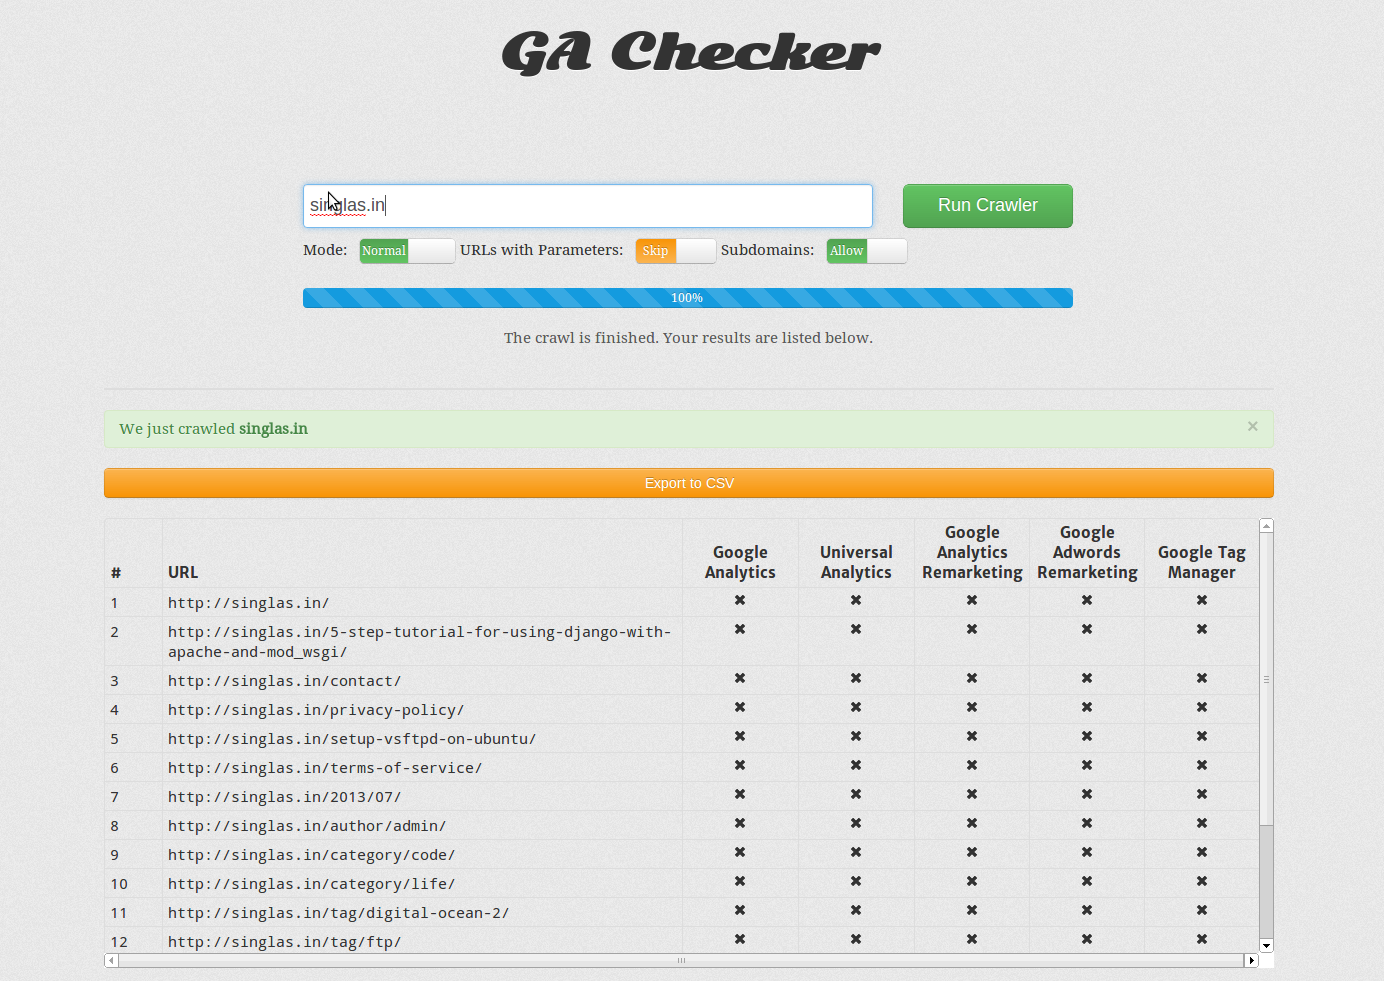 GA Checker
singlas.in
Run Crawler
Mode: Normal URLs with Parameters: Skip Subdomains: Allow
100%
The crawl is finished. Your results are listed below.
We just crawled singlas.in ×
Export to CSV
# URL Google Analytics Universal Analytics Google Analytics Remarketing Google Adwords Remarketing Google Tag Manager
1 http://singlas.in/ ✖ ✖ ✖ ✖ ✖
2 http://singlas.in/5-step-tutorial-for-using-django-with-
apache-and-mod_wsgi/ ✖ ✖ ✖ ✖ ✖
3 http://singlas.in/contact/ ✖ ✖ ✖ ✖ ✖
4 http://singlas.in/privacy-policy/ ✖ ✖ ✖ ✖ ✖
5 http://singlas.in/setup-vsftpd-on-ubuntu/ ✖ ✖ ✖ ✖ ✖
6 http://singlas.in/terms-of-service/ ✖ ✖ ✖ ✖ ✖
7 http://singlas.in/2013/07/ ✖ ✖ ✖ ✖ ✖
8 http://singlas.in/author/admin/ ✖ ✖ ✖ ✖ ✖
9 http://singlas.in/category/code/ ✖ ✖ ✖ ✖ ✖
10 http://singlas.in/category/life/ ✖ ✖ ✖ ✖ ✖
11 http://singlas.in/tag/digital-ocean-2/ ✖ ✖ ✖ ✖ ✖
12 http://singlas.in/tag/ftp/ ✖ ✖ ✖ ✖ ✖